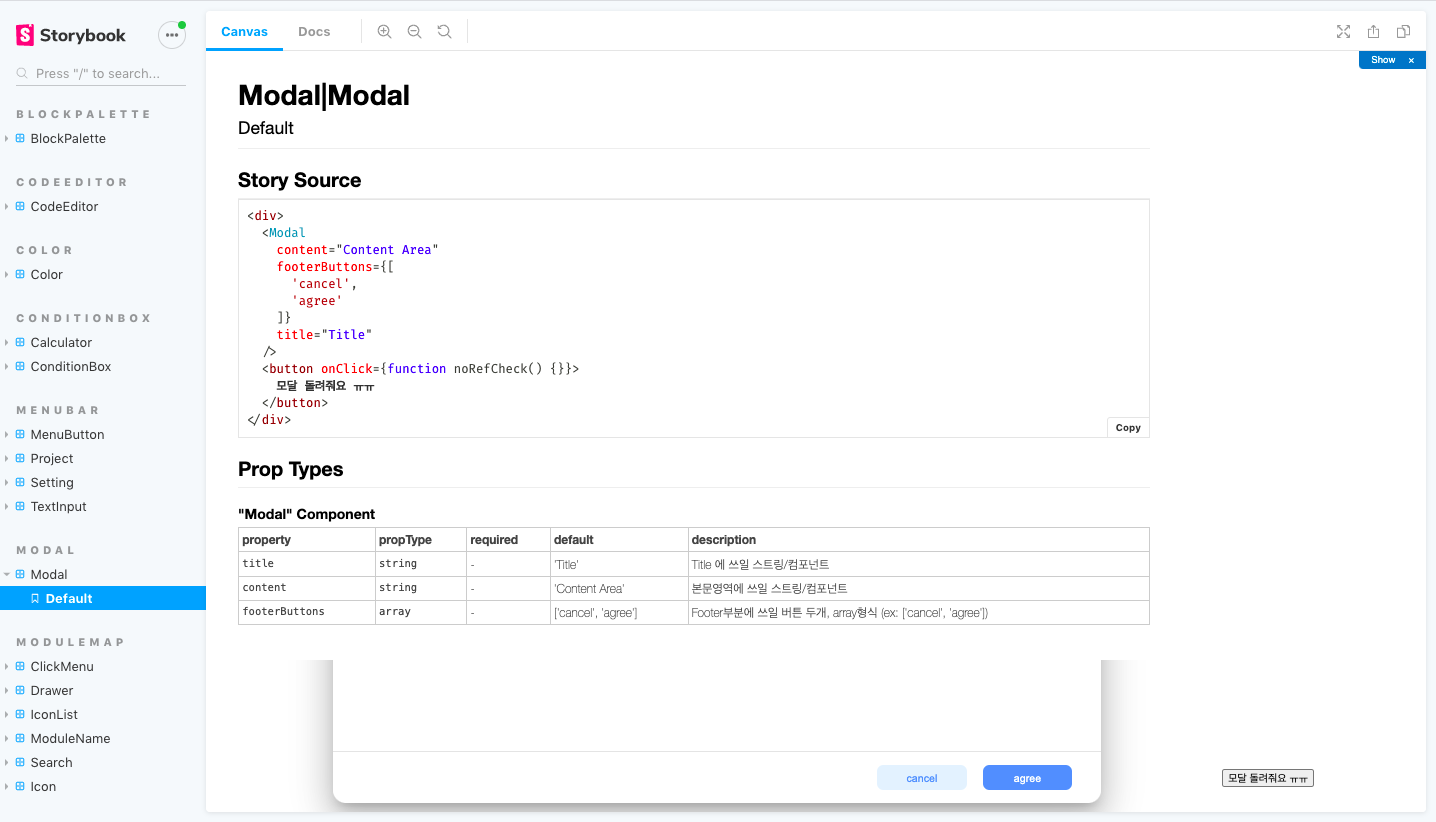 Storybook
Press "/" to search...
BLOCKPALETTE
BlockPalette
CODEEDITOR
CodeEditor
COLOR
Color
CONDITIONBOX
Calculator
ConditionBox
MENUBAR
MenuButton
Project
Setting
TextInput
MODAL
Modal
Default
MODULEMAP
ClickMenu
Drawer
IconList
ModuleName
Search
Icon
Canvas Docs
Show ×
Modal|Modal
Default
Story Source
<div>
<Modal
content="Content Area"
footerButtons={[
'cancel',
'agree'
]}
title="Title"
/>
<button onClick={function noRefCheck() {}}>
모달 돌려줘요 ㅠㅠ
</button>
</div>
Copy
Prop Types
"Modal" Component
property propType required default description
title string - 'Title' Title 에 쓰일 스트링/컴포넌트
content string - 'Content Area' 본문영역에 쓰일 스트링/컴포넌트
footerButtons array - ['cancel', 'agree'] Footer부분에 쓰일 버튼 두개, array형식 (ex: ['cancel', 'agree'])
cancel agree 모달 돌려줘요 ㅠㅠ